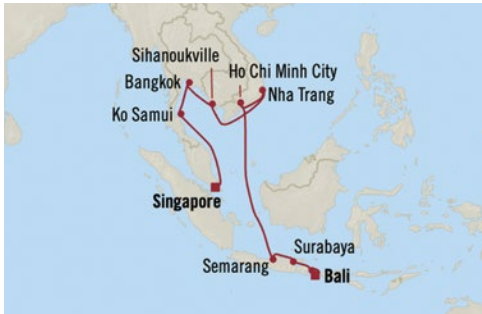 Sihanoukville
Ho Chi Minh City
Bangkok
Nha Trang
Ko Samui
Singapore
Surabaya
Semarang
Bali